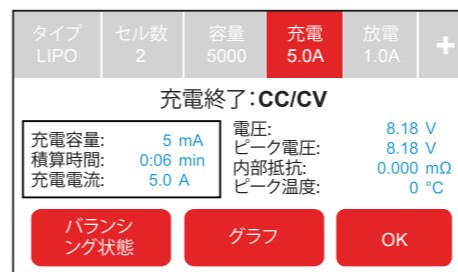 タイプ セル数 容量 充電 放電 +
LIPO 2 5000 5.0A 1.0A
充電終了:CC/CV
充電容量: 5 mA
積算時間: 0:06 min
充電電流: 5.0 A
電圧: 8.18 V
ピーク電圧: 8.18 V
内部抵抗: 0.000 mΩ
ピーク温度: 0 °C
バランシ
ング状態
グラフ
OK